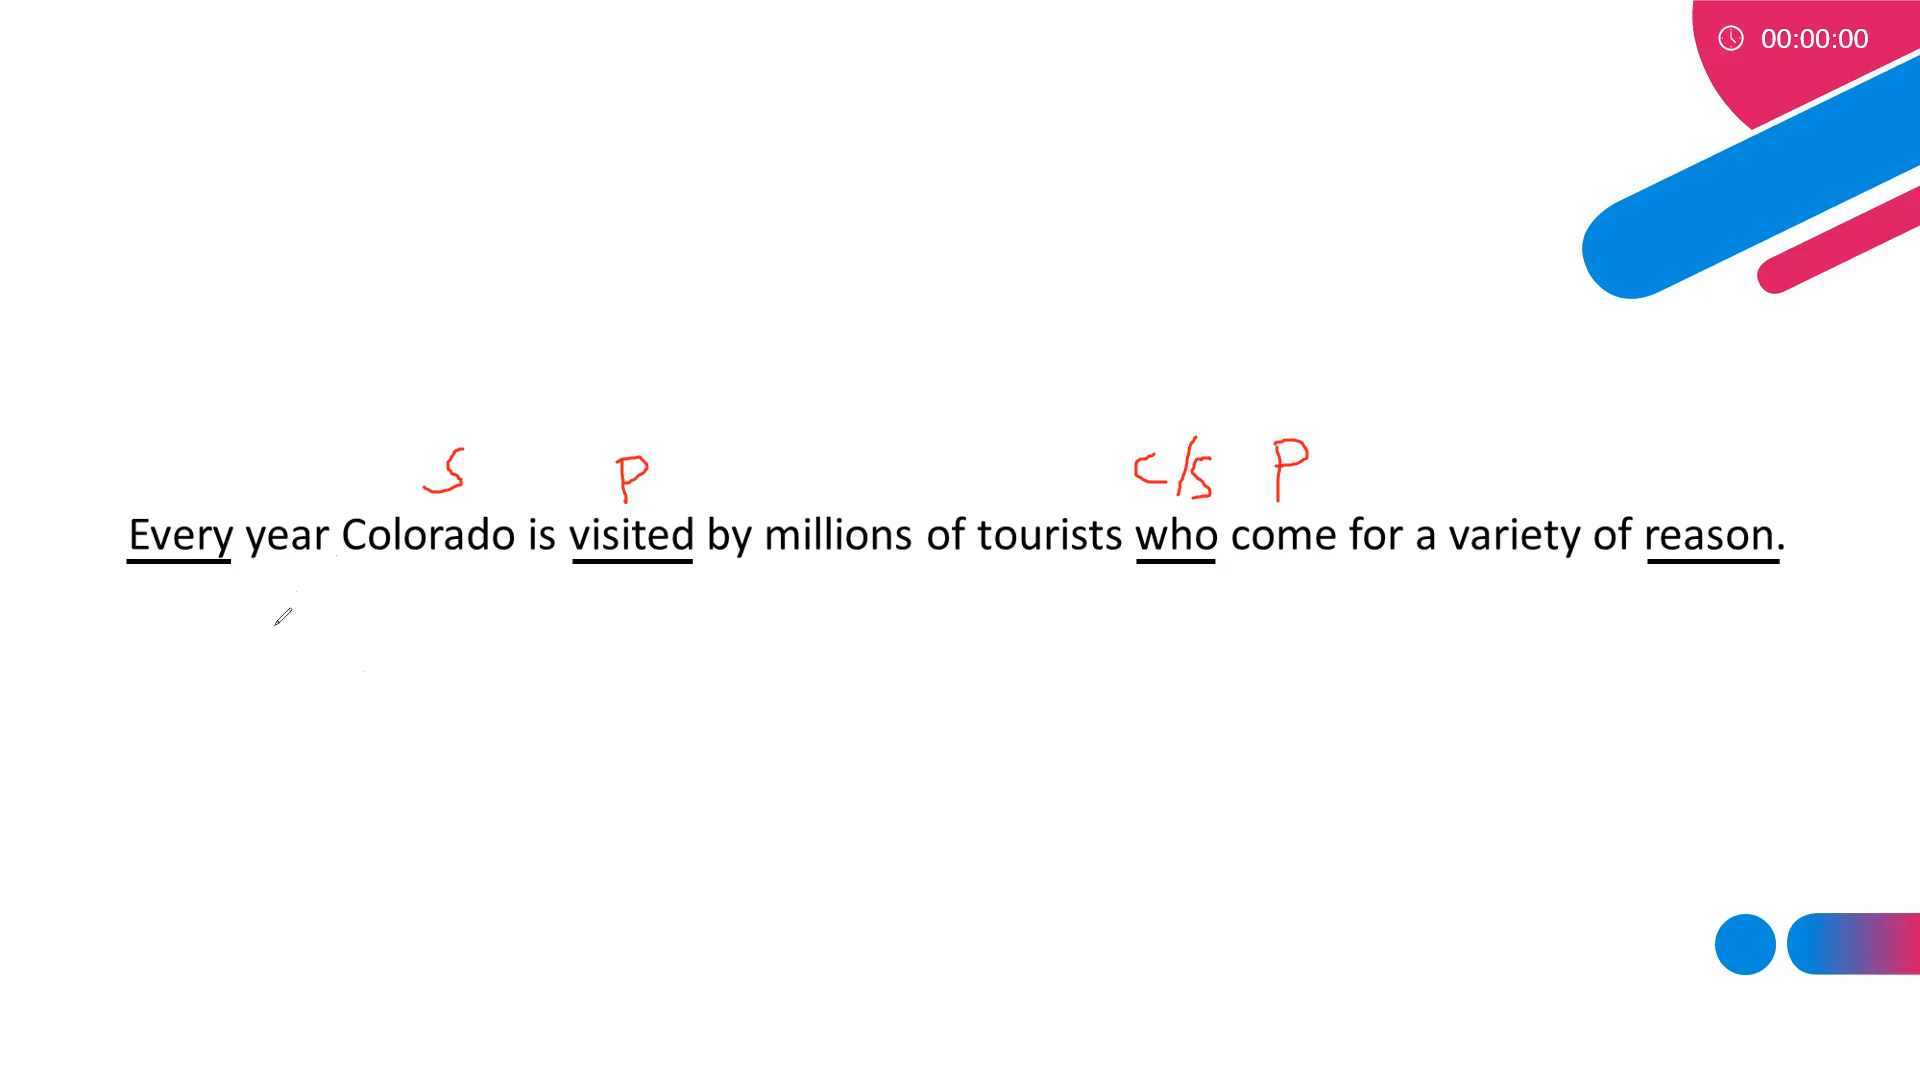 00:00:00
S P C/S P
Every year Colorado is visited by millions of tourists who come for a variety of reason.